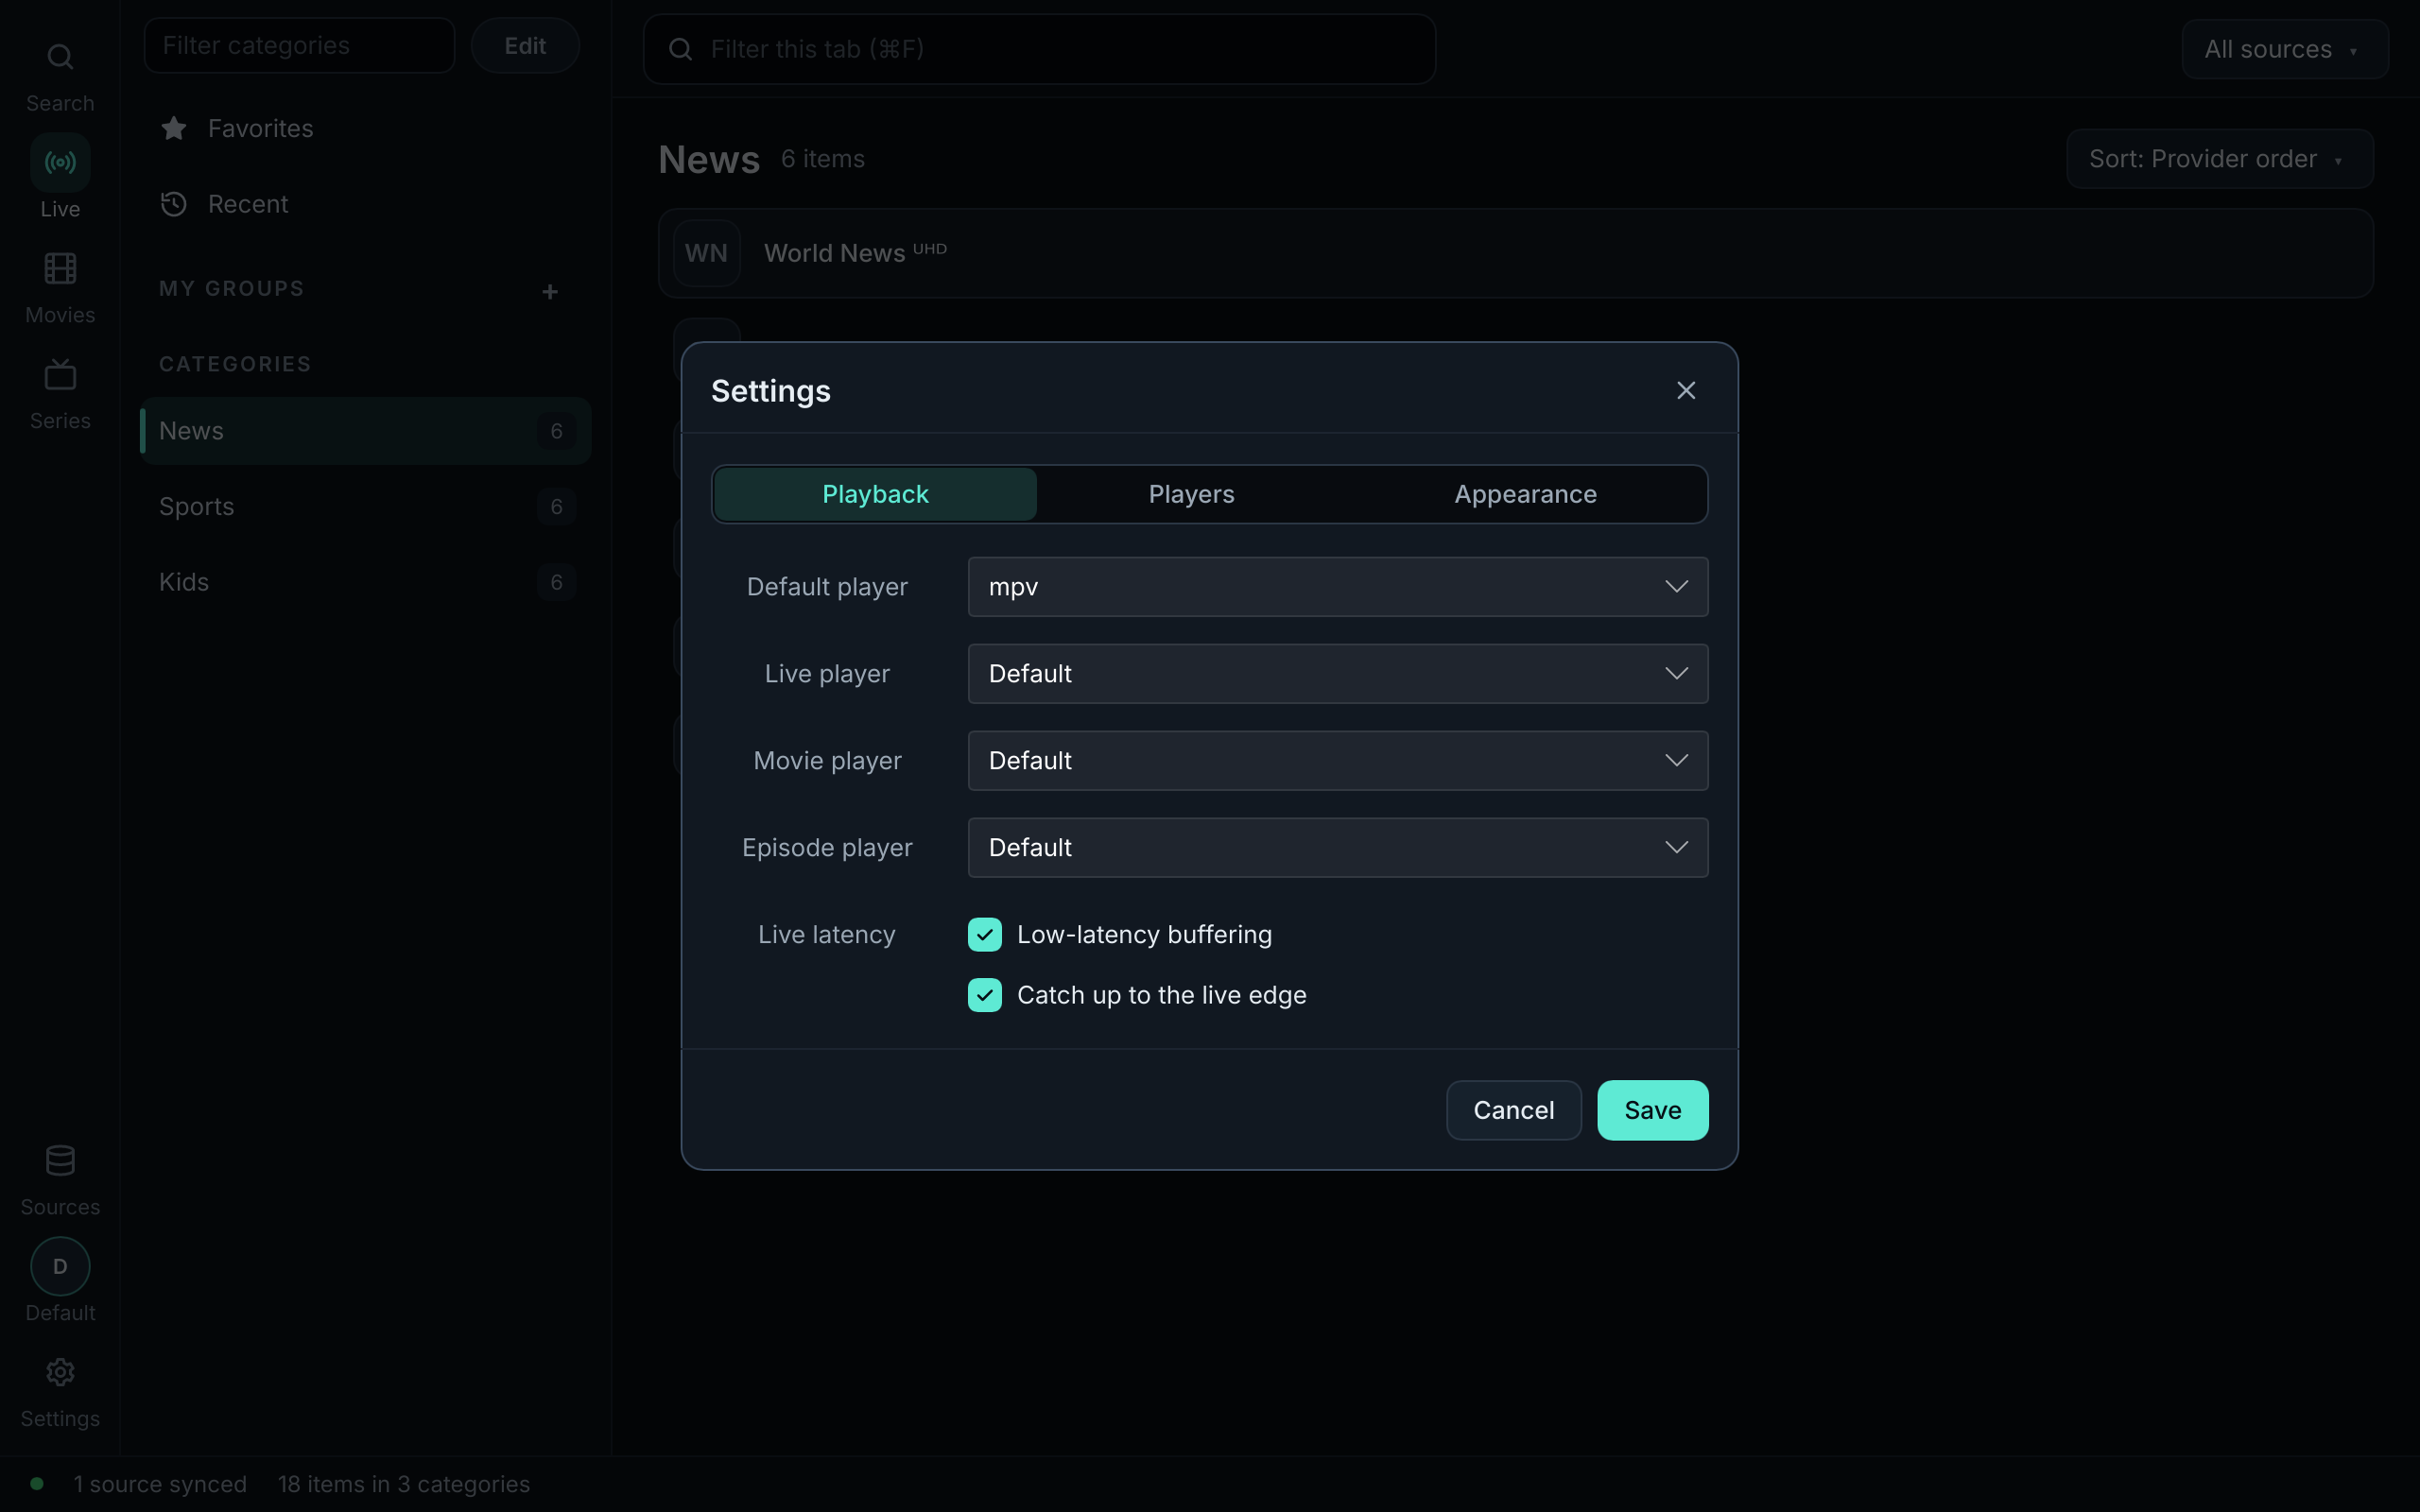 Search
Live
Movies
Series
Sources
D
Default
Settings
Filter categories
Edit
Favorites
Recent
MY GROUPS +
CATEGORIES
News 6
Sports 6
Kids 6
Filter this tab (⌘F)
All sources
News 6 items
Sort: Provider order
WN World News UHD
Settings
Playback Players Appearance
Default player mpv
Live player Default
Movie player Default
Episode player Default
Live latency Low-latency buffering
Catch up to the live edge
Cancel Save
1 source synced 18 items in 3 categories